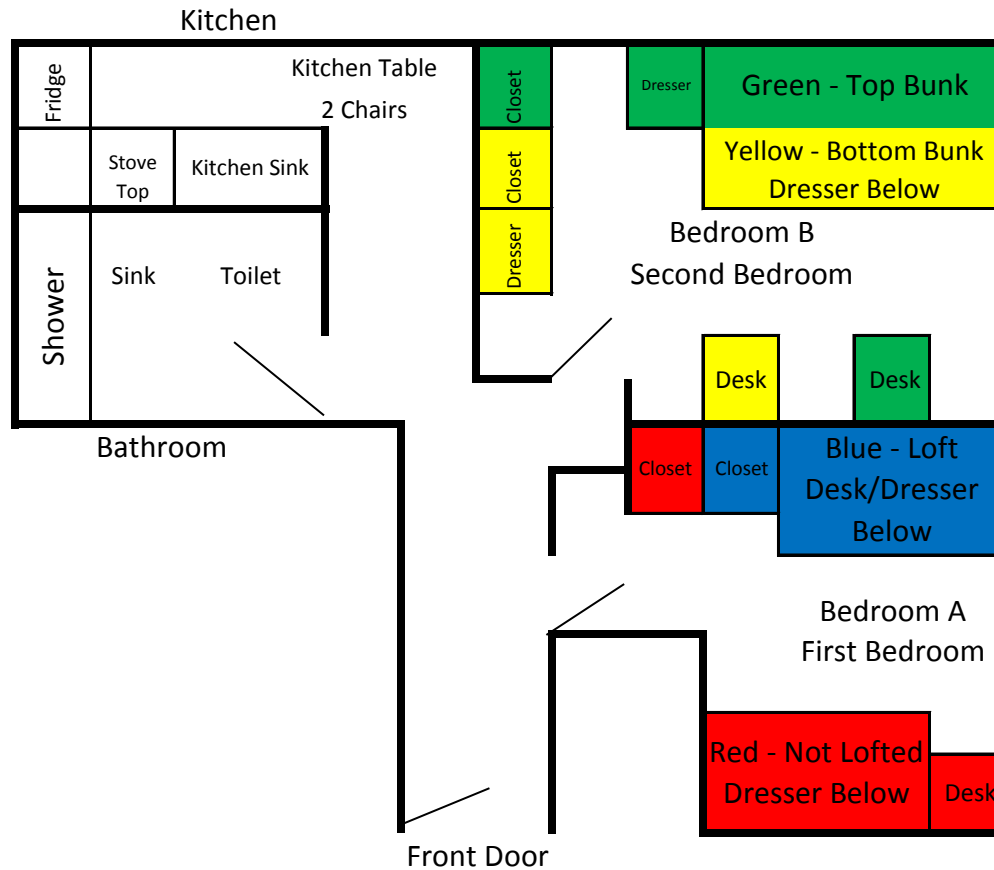 Kitchen
Fridge
Kitchen Table
2 Chairs
Closet
Dresser
Green - Top Bunk
Stove
Top
Kitchen Sink
Closet
Yellow - Bottom Bunk
Dresser Below
Shower
Sink
Toilet
Dresser
Bedroom B
Second Bedroom
Desk
Desk
Bathroom
Closet
Closet
Blue - Loft
Desk/Dresser
Below
Bedroom A
First Bedroom
Red - Not Lofted
Dresser Below
Desk
Front Door